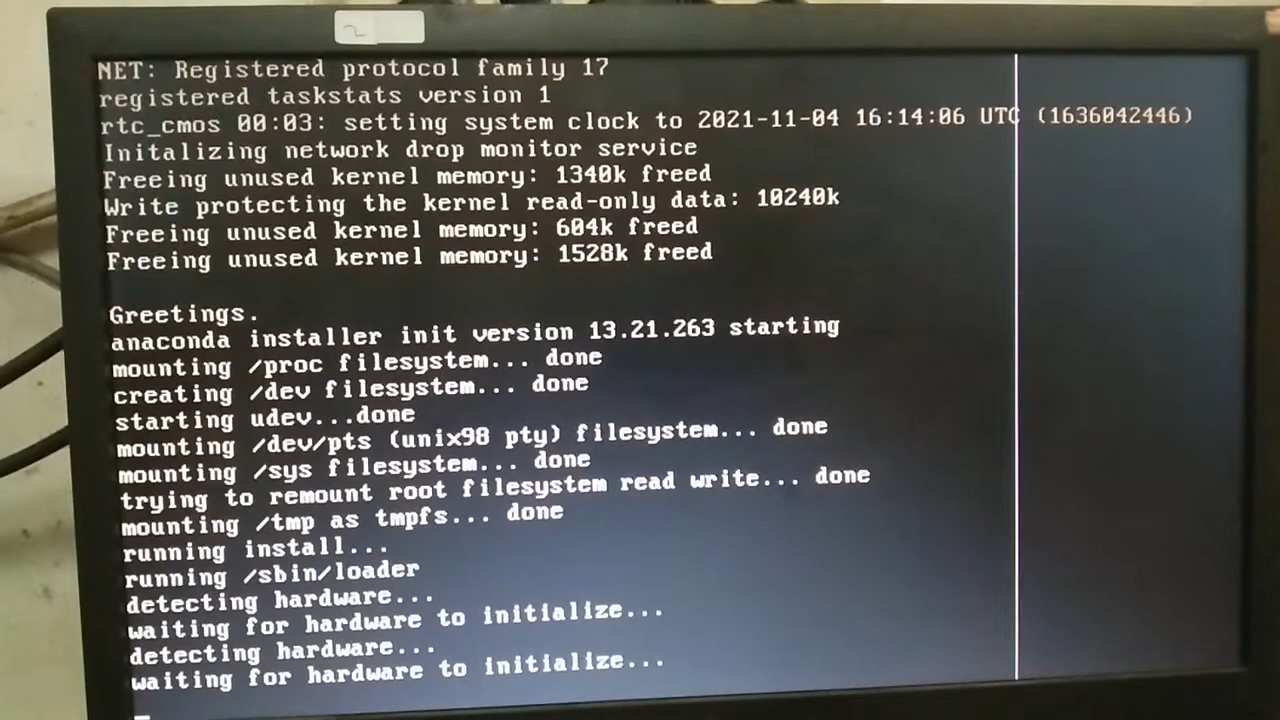 2
NET: Registered protocol family 17
registered taskstats version 1
rtc_cmos 00:03: setting system clock to 2021-11-04 16:14:06 UTC (1636042446)
Initalizing network drop monitor service
Freeing unused kernel memory: 1340k freed
Write protecting the kernel read-only data: 10240k
Freeing unused kernel memory: 604k freed
Freeing unused kernel memory: 1528k freed
Greetings.
anaconda installer init version 13.21.263 starting
mounting /proc filesystem... done
creating /dev filesystem... done
starting udev...done
mounting /dev/pts (unix98 pty) filesystem... done
mounting /sys filesystem... done
trying to remount root filesystem read write... done
mounting /tmp as tmpfs... done
running install...
running /sbin/loader
detecting hardware...
waiting for hardware to initialize...
detecting hardware...
waiting for hardware to initialize...